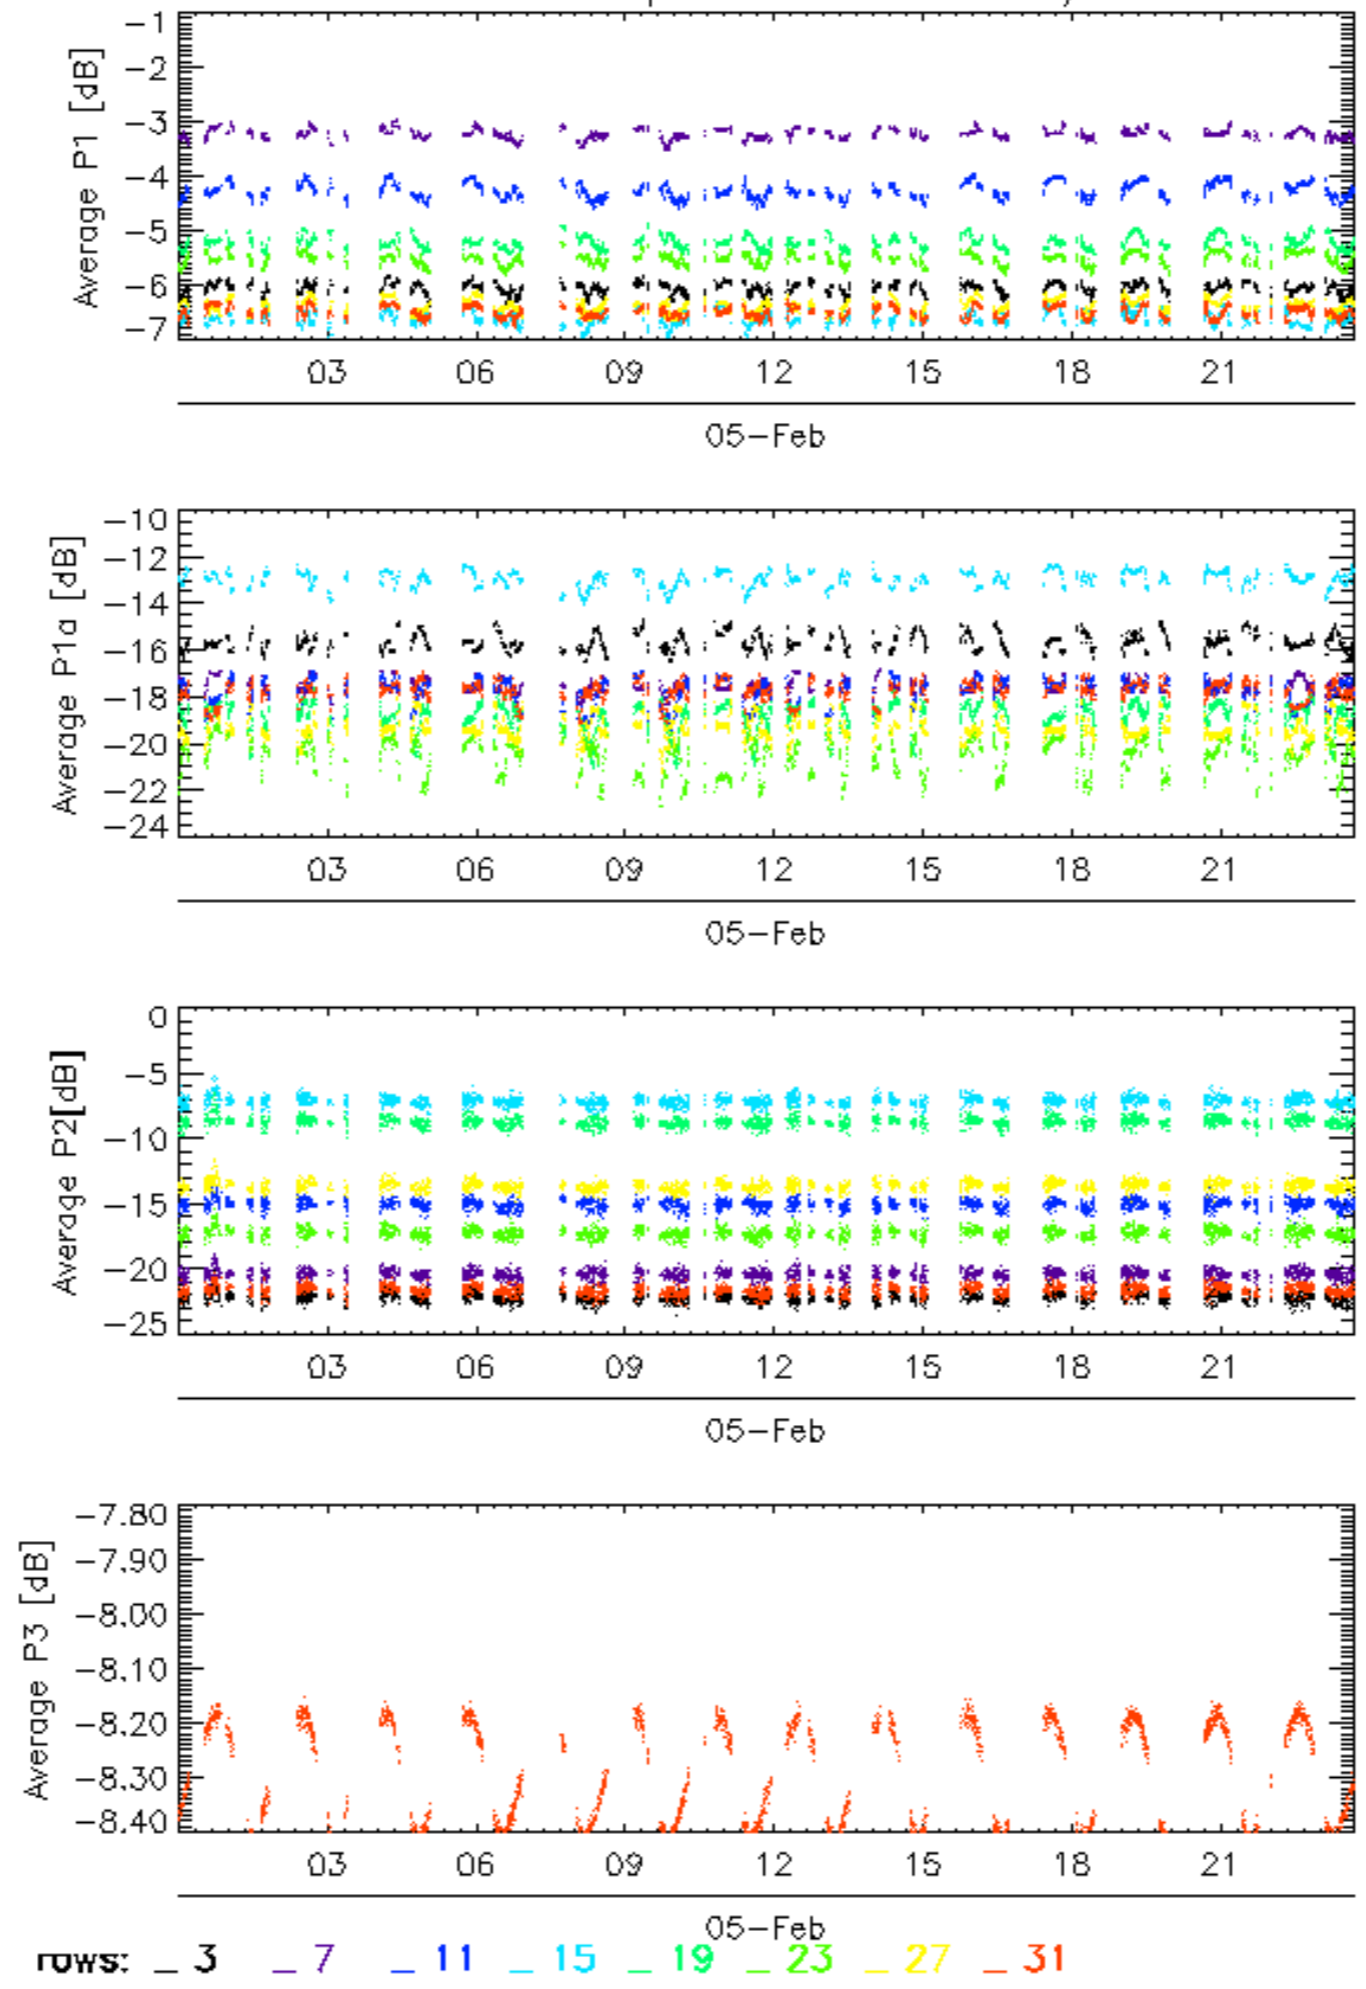 -1
-2
-3
-4
-5
-6
-7
Average P1 [dB]
03 06 09 12 15 18 21
05-Feb
-10
-12
-14
-16
-18
-20
-22
-24
Average P1a [dB]
03 06 09 12 15 18 21
05-Feb
0
-5
-10
-15
-20
-25
Average P2[dB]
03 06 09 12 15 18 21
05-Feb
-7.80
-7.90
-8.00
-8.10
-8.20
-8.30
-8.40
Average P3 [dB]
03 06 09 12 15 18 21
05-Feb
rows: _ 3 _ 7 _ 11 _ 15 _ 19 _ 23 _ 27 _ 31